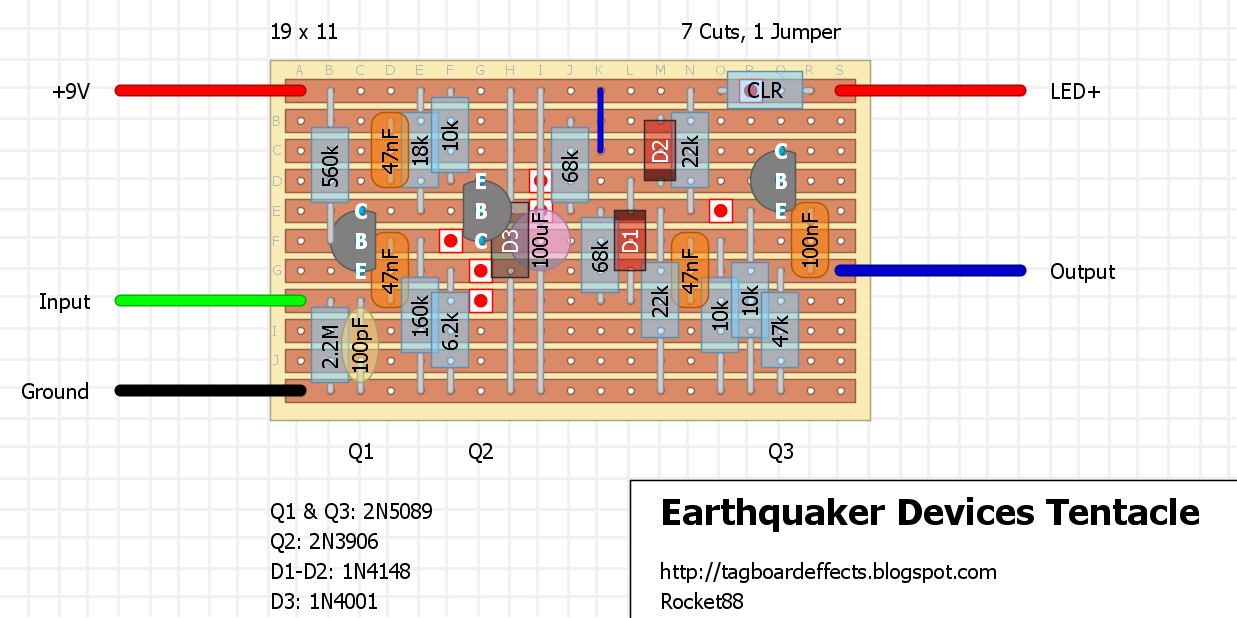 19 x 11
7 Cuts, 1 Jumper
+9V
LED+
A B C D E F G H I J K L M N O P Q R S
CLR
B
C
D
E
F
G
I
J
560k
47nF
18k
10k
68k
D2
22k
C
B
E
E
B
C
C
B
E
47nF
D3
100uF
68k
D1
47nF
100nF
Output
Input
2.2M
100pF
160k
6.2k
22k
10k
10k
47k
Ground
Q1
Q2
Q3
Q1 & Q3: 2N5089
Q2: 2N3906
D1-D2: 1N4148
D3: 1N4001
Earthquaker Devices Tentacle
http://tagboardeffects.blogspot.com
Rocket88